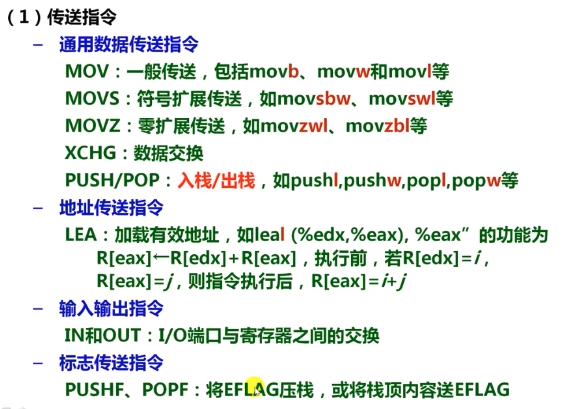 （1）传送指令
– 通用数据传送指令
MOV：一般传送，包括movb、movw和movl等
MOVS：符号扩展传送，如movsbw、movswl等
MOVZ：零扩展传送，如movzwl、movzbl等
XCHG：数据交换
PUSH/POP：入栈/出栈，如pushl,pushw,popl,popw等
– 地址传送指令
LEA：加载有效地址，如leal (%edx,%eax), %eax”的功能为
R[eax]←R[edx]+R[eax]，执行前，若R[edx]=i，
R[eax]=j，则指令执行后，R[eax]=i+j
– 输入输出指令
IN和OUT：I/O端口与寄存器之间的交换
– 标志传送指令
PUSHF、POPF：将EFLAG压栈，或将栈顶内容送EFLAG